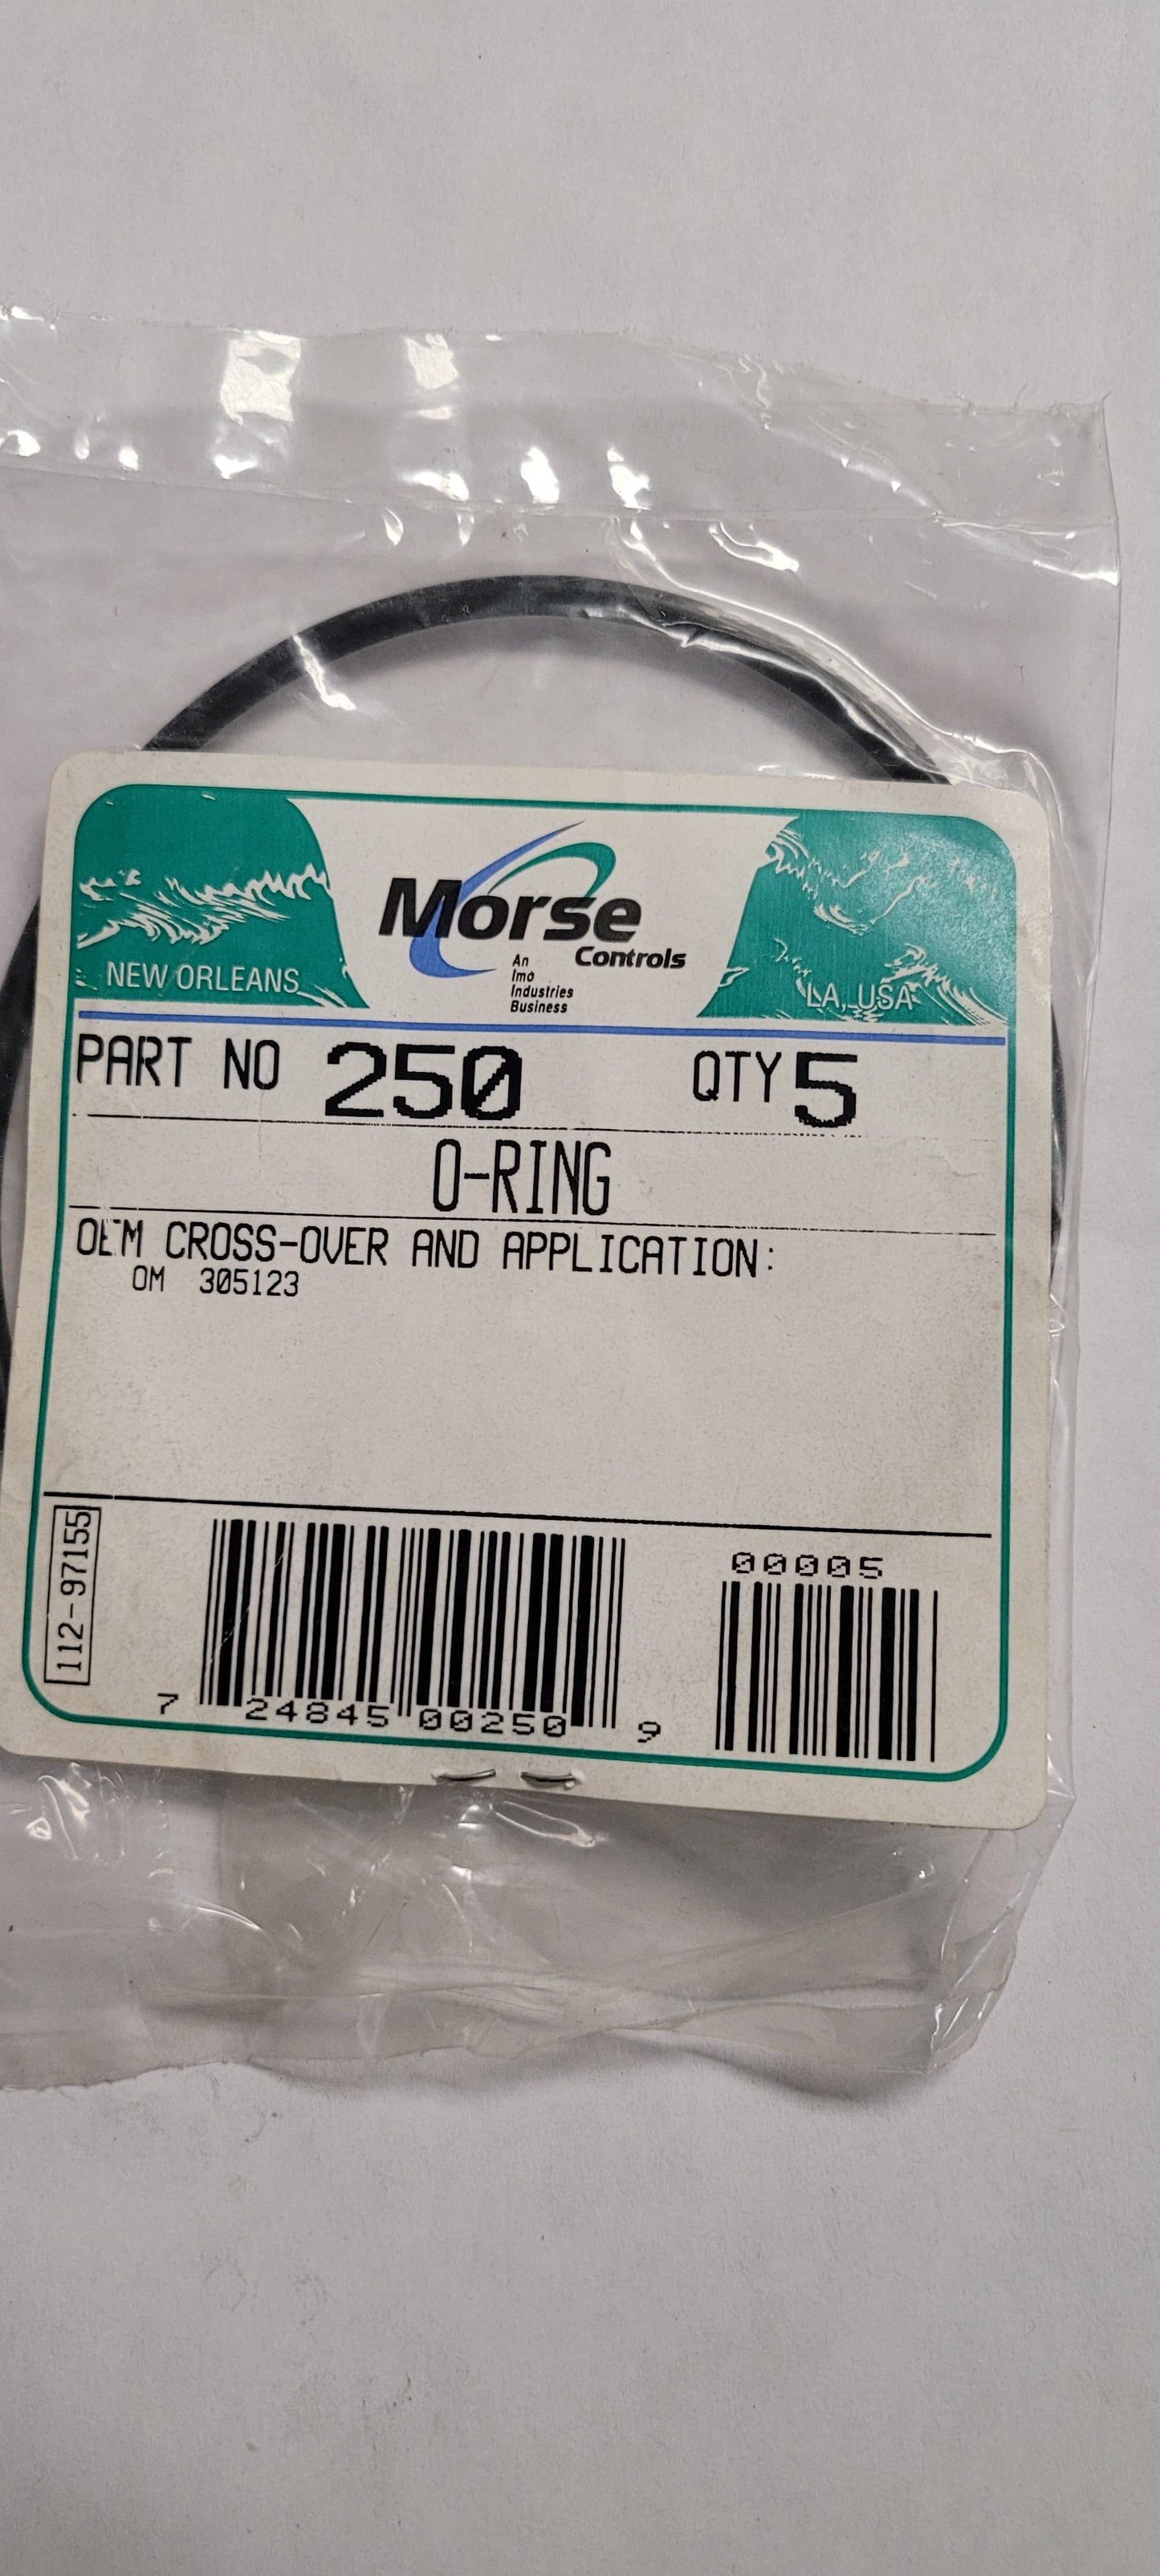 Morse
Controls
An
Imo
Industries
Business
NEW ORLEANS
LA, USA
PART NO 250 QTY 5
O-RING
OEM CROSS-OVER AND APPLICATION:
OM 305123
112-97155
00005
7 24845 00250 9